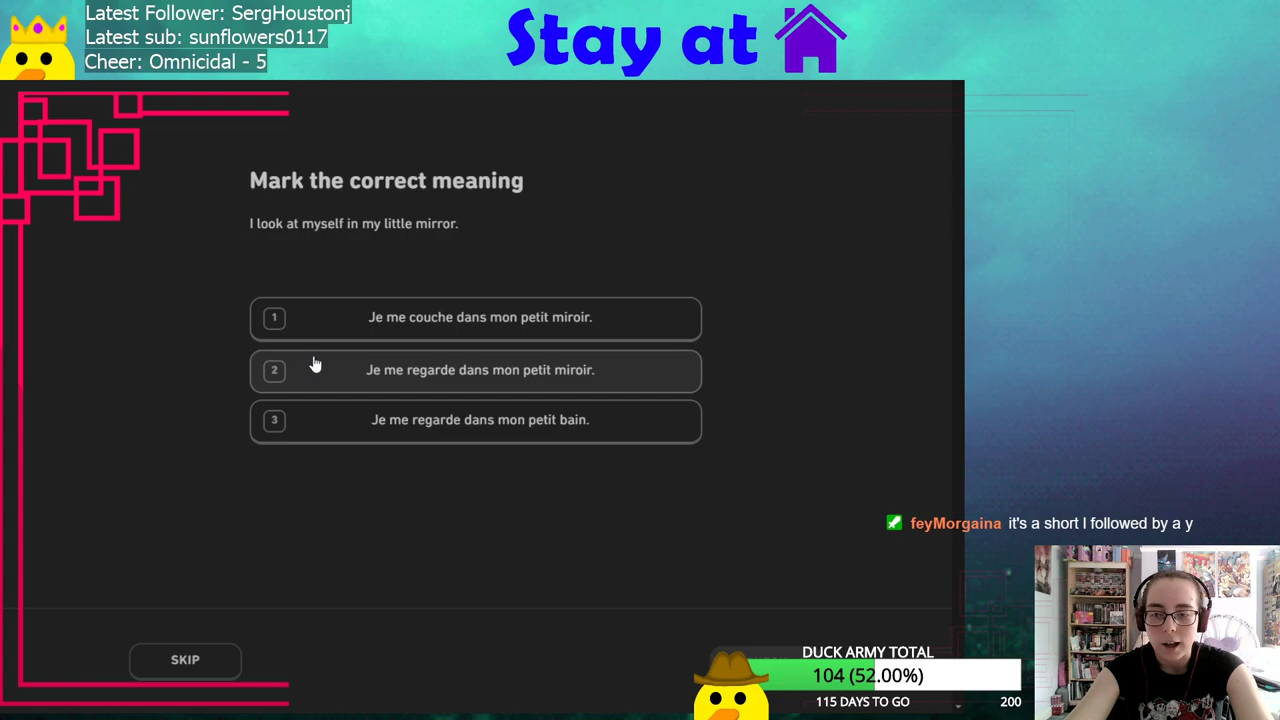 Latest Follower: SergHoustonj
Latest sub: sunflowers0117
Cheer: Omnicidal - 5
Stay at
Mark the correct meaning
I look at myself in my little mirror.
1 Je me couche dans mon petit miroir.
2 Je me regarde dans mon petit miroir.
3 Je me regarde dans mon petit bain.
feyMorgaina it's a short I followed by a y
SKIP
DUCK ARMY TOTAL
104 (52.00%)
115 DAYS TO GO 200